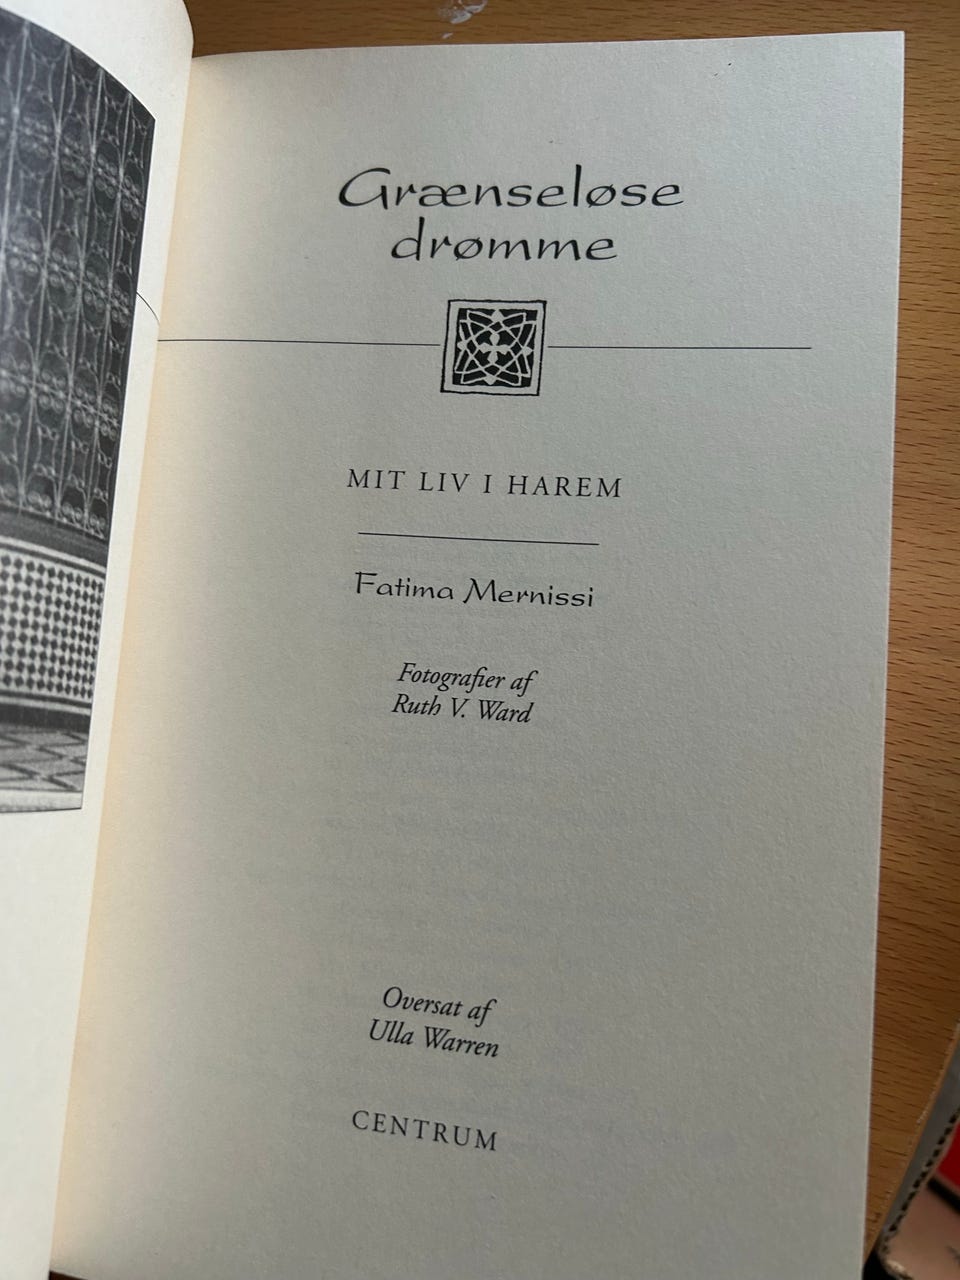 Grænseløse
drømme
MIT LIV I HAREM
Fatima Mernissi
Fotografier af
Ruth V. Ward
Oversat af
Ulla Warren
CENTRUM